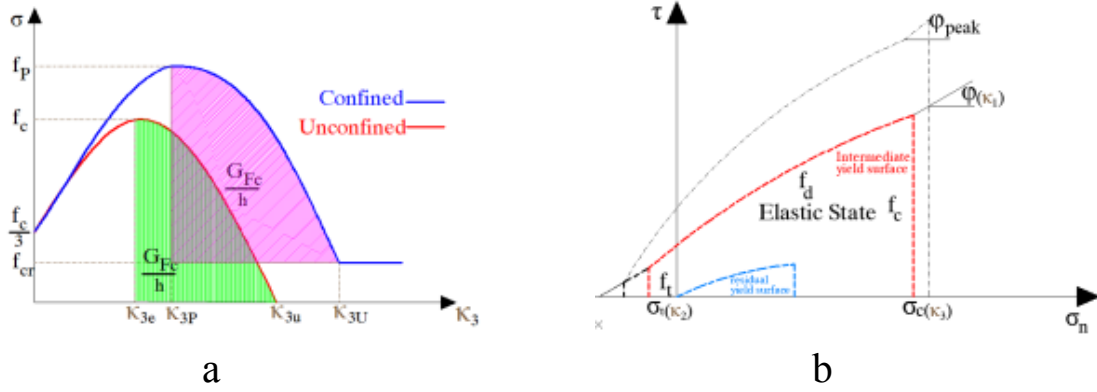 σ
f_P
f_c
f_c/3
f_cr
Confined
Unconfined
G_Fc/h
G_Fc/h
κ_3e κ_3P κ_3u κ_3U κ_3
a
τ
φ_peak
φ(κ₁)
Intermediate
yield surface
f_d
f_c
Elastic State
f_t
residual
yield surface
σ_t(κ₂) σ_c(κ₃) σ_n
×
b